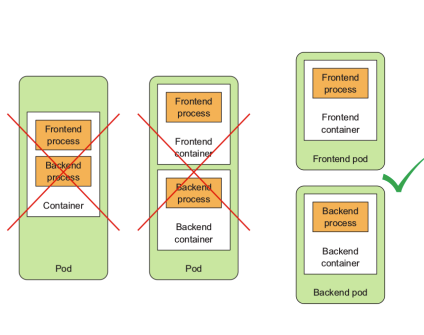 Frontend
process
Backend
process
Container
Pod
Frontend
process
Frontend
container
Backend
process
Backend
container
Pod
Frontend
process
Frontend
container
Frontend pod
Backend
process
Backend
container
Backend pod